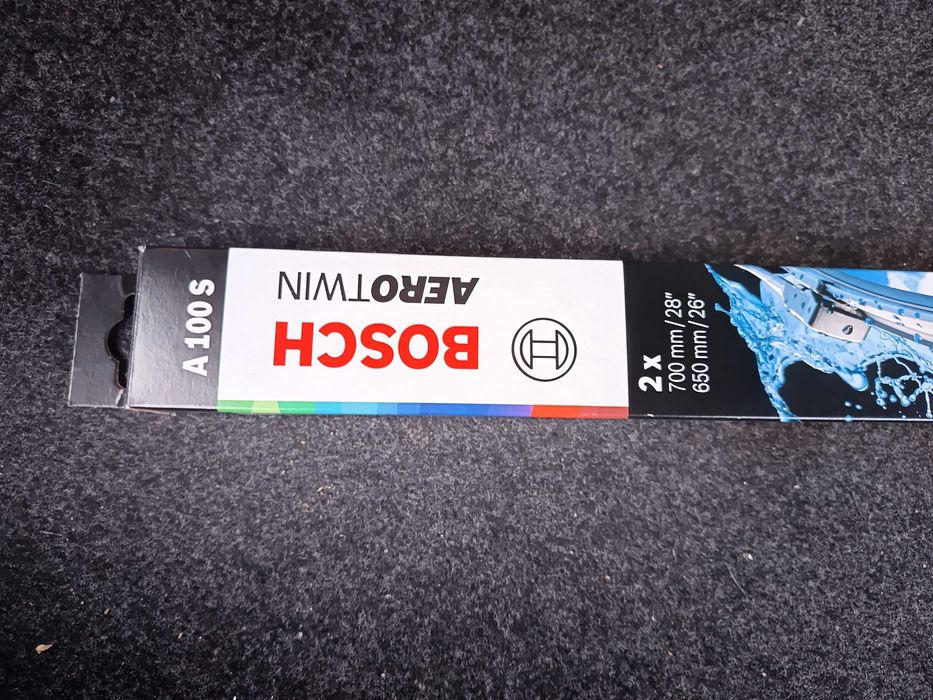 A 100 S
BOSCH
AEROTWIN
2 x
700 mm / 28"
650 mm / 26"